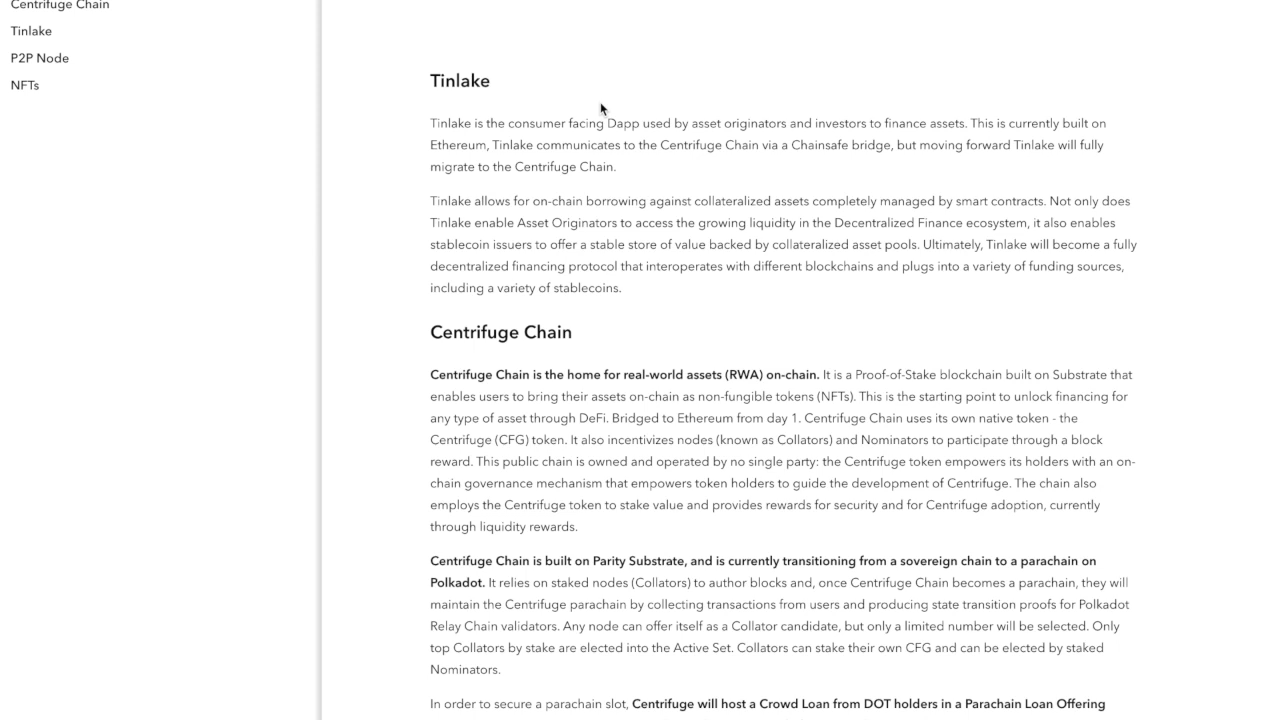 Centrifuge Chain
Tinlake
P2P Node
NFTs
Tinlake
Tinlake is the consumer facing Dapp used by asset originators and investors to finance assets. This is currently built on
Ethereum, Tinlake communicates to the Centrifuge Chain via a Chainsafe bridge, but moving forward Tinlake will fully
migrate to the Centrifuge Chain.
Tinlake allows for on-chain borrowing against collateralized assets completely managed by smart contracts. Not only does
Tinlake enable Asset Originators to access the growing liquidity in the Decentralized Finance ecosystem, it also enables
stablecoin issuers to offer a stable store of value backed by collateralized asset pools. Ultimately, Tinlake will become a fully
decentralized financing protocol that interoperates with different blockchains and plugs into a variety of funding sources,
including a variety of stablecoins.
Centrifuge Chain
Centrifuge Chain is the home for real-world assets (RWA) on-chain. It is a Proof-of-Stake blockchain built on Substrate that
enables users to bring their assets on-chain as non-fungible tokens (NFTs). This is the starting point to unlock financing for
any type of asset through DeFi. Bridged to Ethereum from day 1. Centrifuge Chain uses its own native token - the
Centrifuge (CFG) token. It also incentivizes nodes (known as Collators) and Nominators to participate through a block
reward. This public chain is owned and operated by no single party: the Centrifuge token empowers its holders with an on-
chain governance mechanism that empowers token holders to guide the development of Centrifuge. The chain also
employs the Centrifuge token to stake value and provides rewards for security and for Centrifuge adoption, currently
through liquidity rewards.
Centrifuge Chain is built on Parity Substrate, and is currently transitioning from a sovereign chain to a parachain on
Polkadot. It relies on staked nodes (Collators) to author blocks and, once Centrifuge Chain becomes a parachain, they will
maintain the Centrifuge parachain by collecting transactions from users and producing state transition proofs for Polkadot
Relay Chain validators. Any node can offer itself as a Collator candidate, but only a limited number will be selected. Only
top Collators by stake are elected into the Active Set. Collators can stake their own CFG and can be elected by staked
Nominators.
In order to secure a parachain slot, Centrifuge will host a Crowd Loan from DOT holders in a Parachain Loan Offering